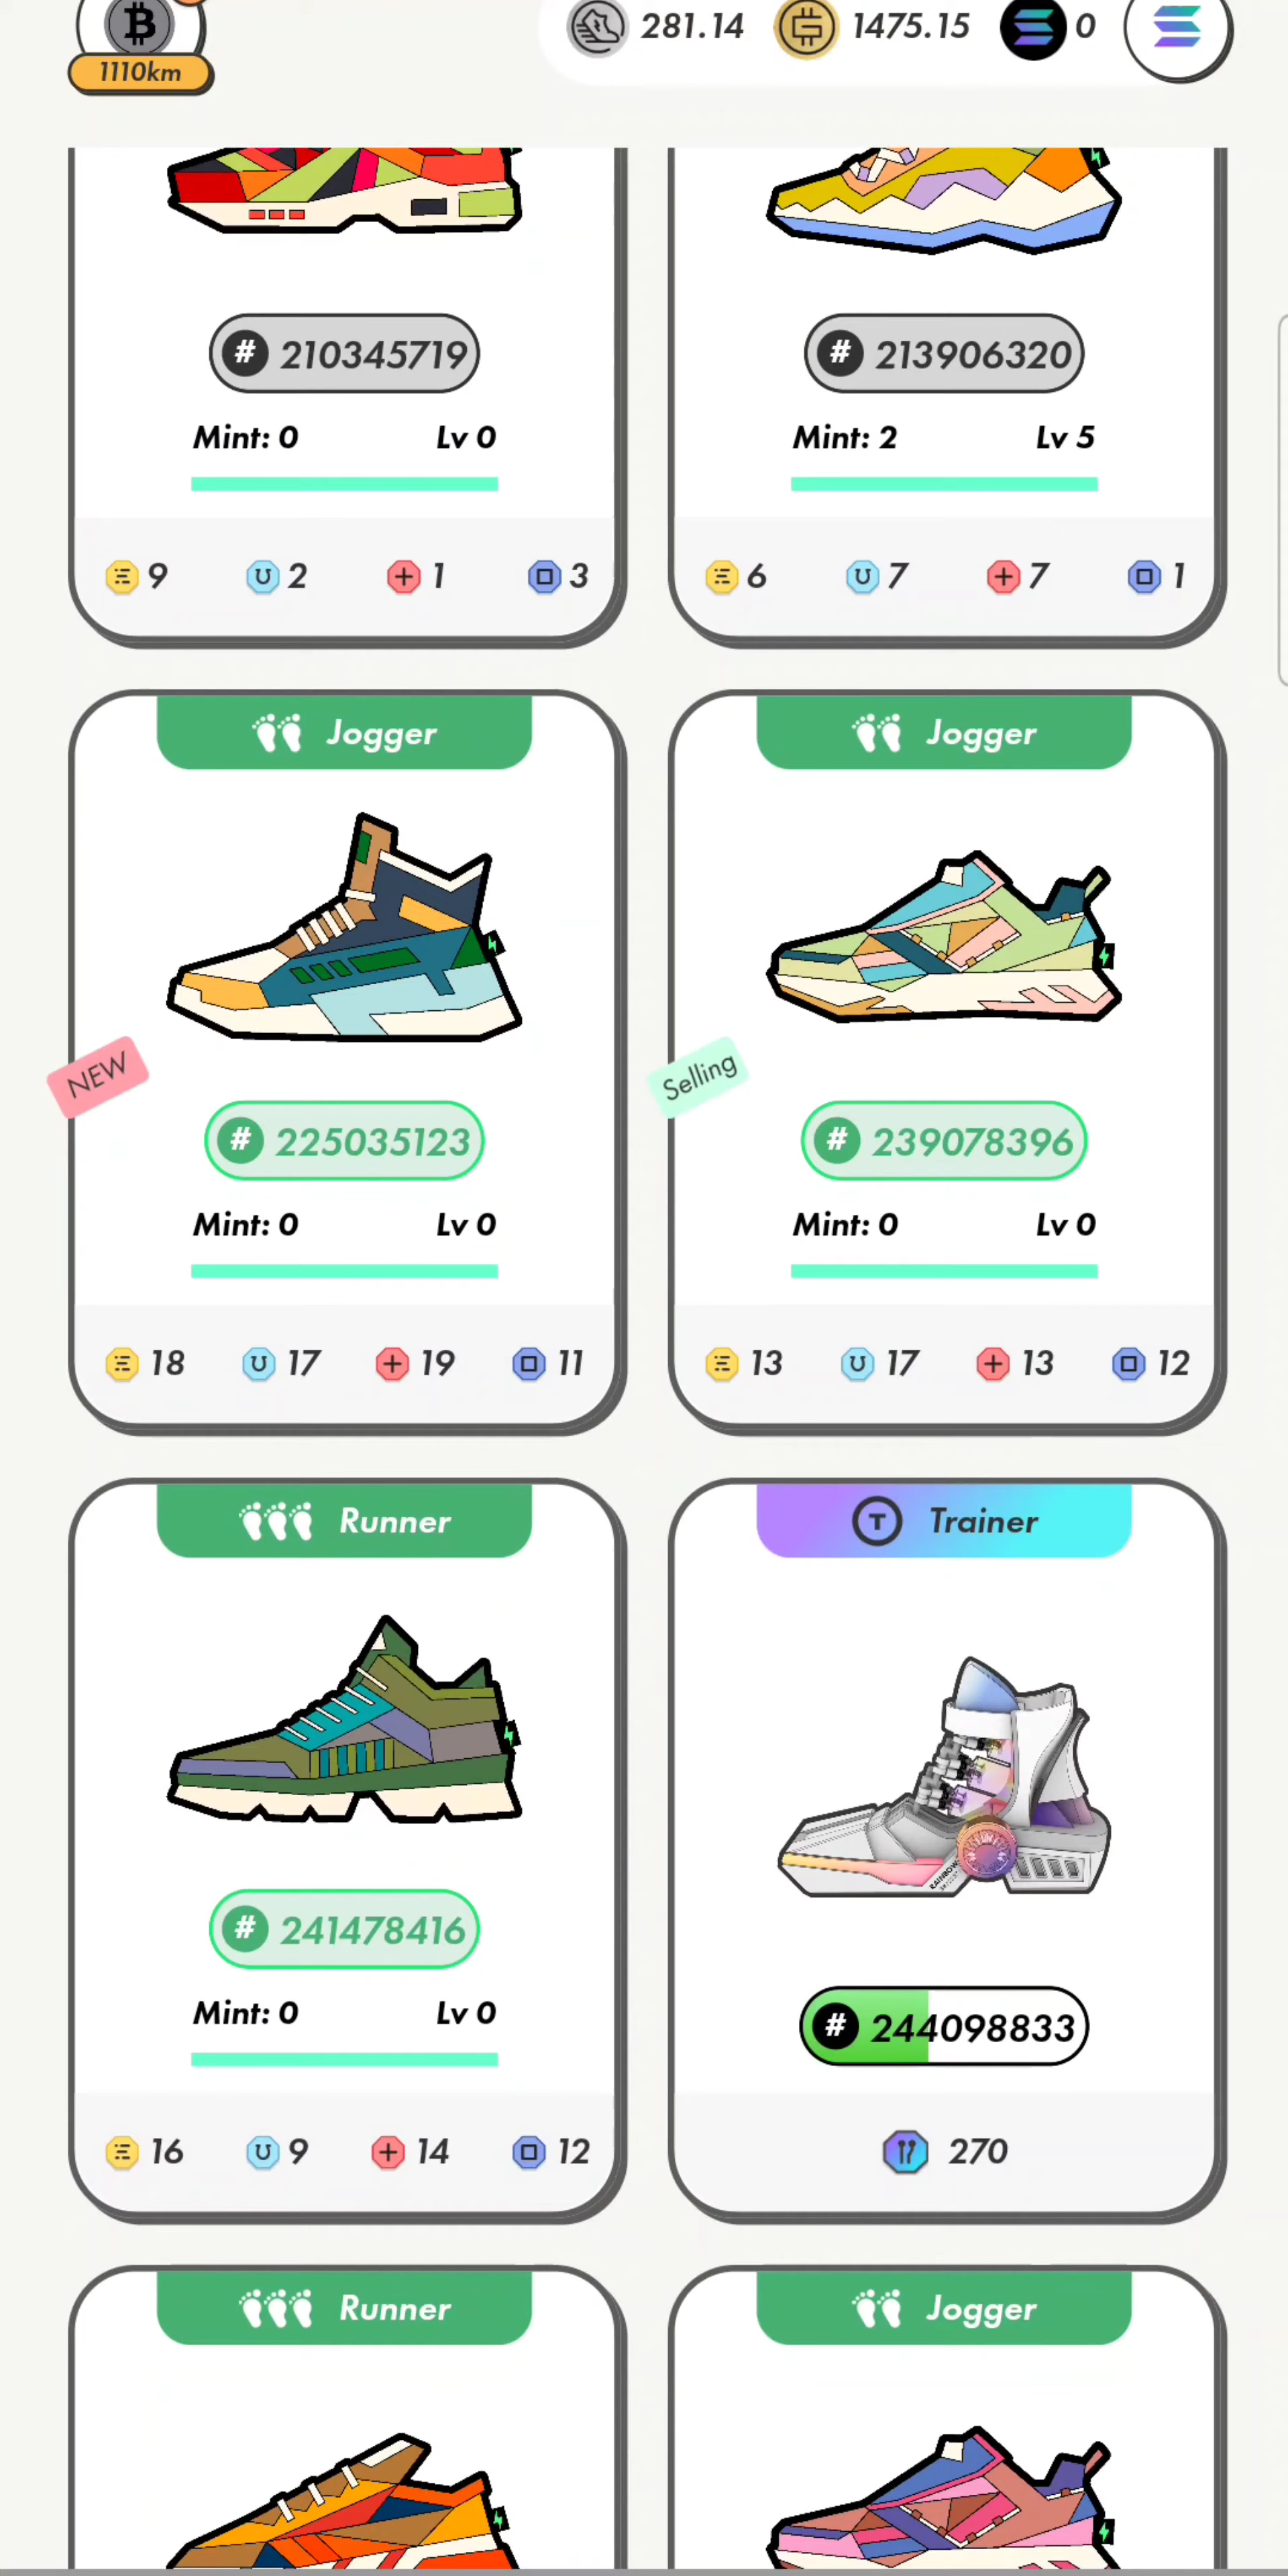 281.14 1475.15 0
1110km
# 210345719
# 213906320
Mint: 0 Lv 0
Mint: 2 Lv 5
9 2 1 3
6 7 7 1
Jogger
Jogger
NEW
Selling
# 225035123
# 239078396
Mint: 0 Lv 0
Mint: 0 Lv 0
18 17 19 11
13 17 13 12
Runner
T Trainer
RAINBOW
# 241478416
Mint: 0 Lv 0
# 244098833
16 9 14 12
270
Runner
Jogger